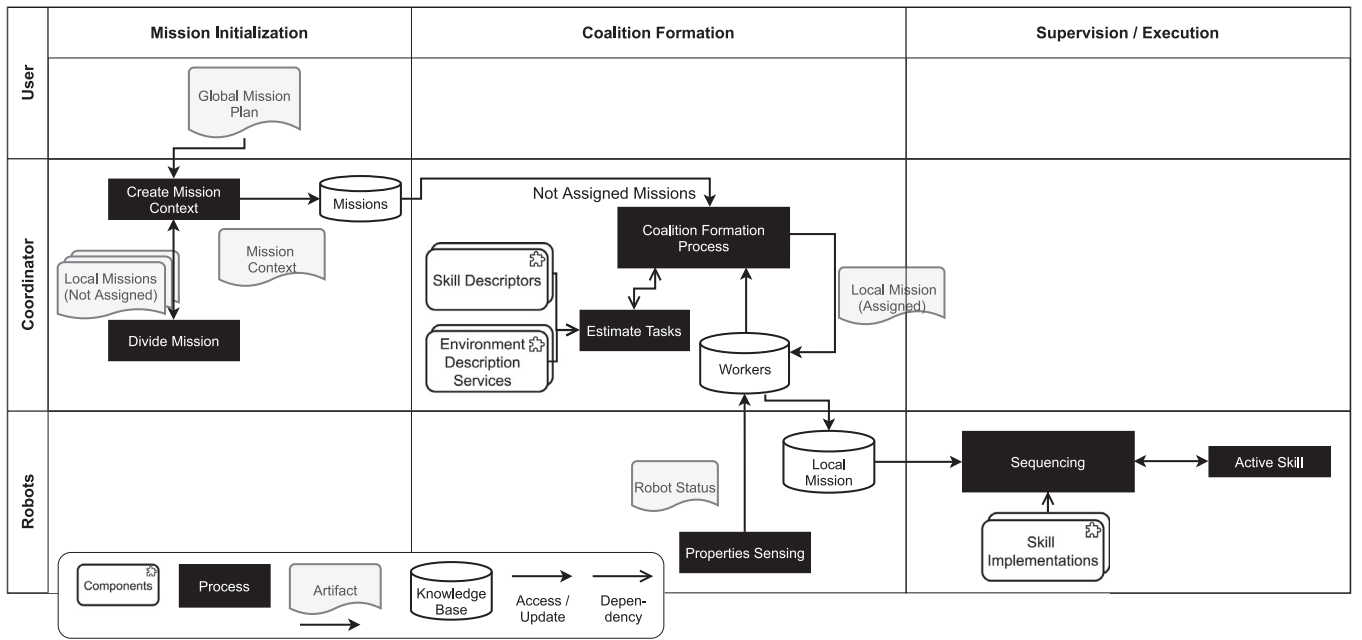 Mission Initialization
Coalition Formation
Supervision / Execution
User
Global Mission
Plan
Coordinator
Create Mission
Context
Missions
Not Assigned Missions
Mission
Context
Local Missions
(Not Assigned)
Divide Mission
Coalition Formation
Process
Skill Descriptors
Environment
Description
Services
Estimate Tasks
Workers
Local Mission
(Assigned)
Robots
Local
Mission
Robot Status
Properties Sensing
Sequencing
Active Skill
Skill
Implementations
Components
Process
Artifact
Knowledge
Base
Access /
Update
Depen-
dency